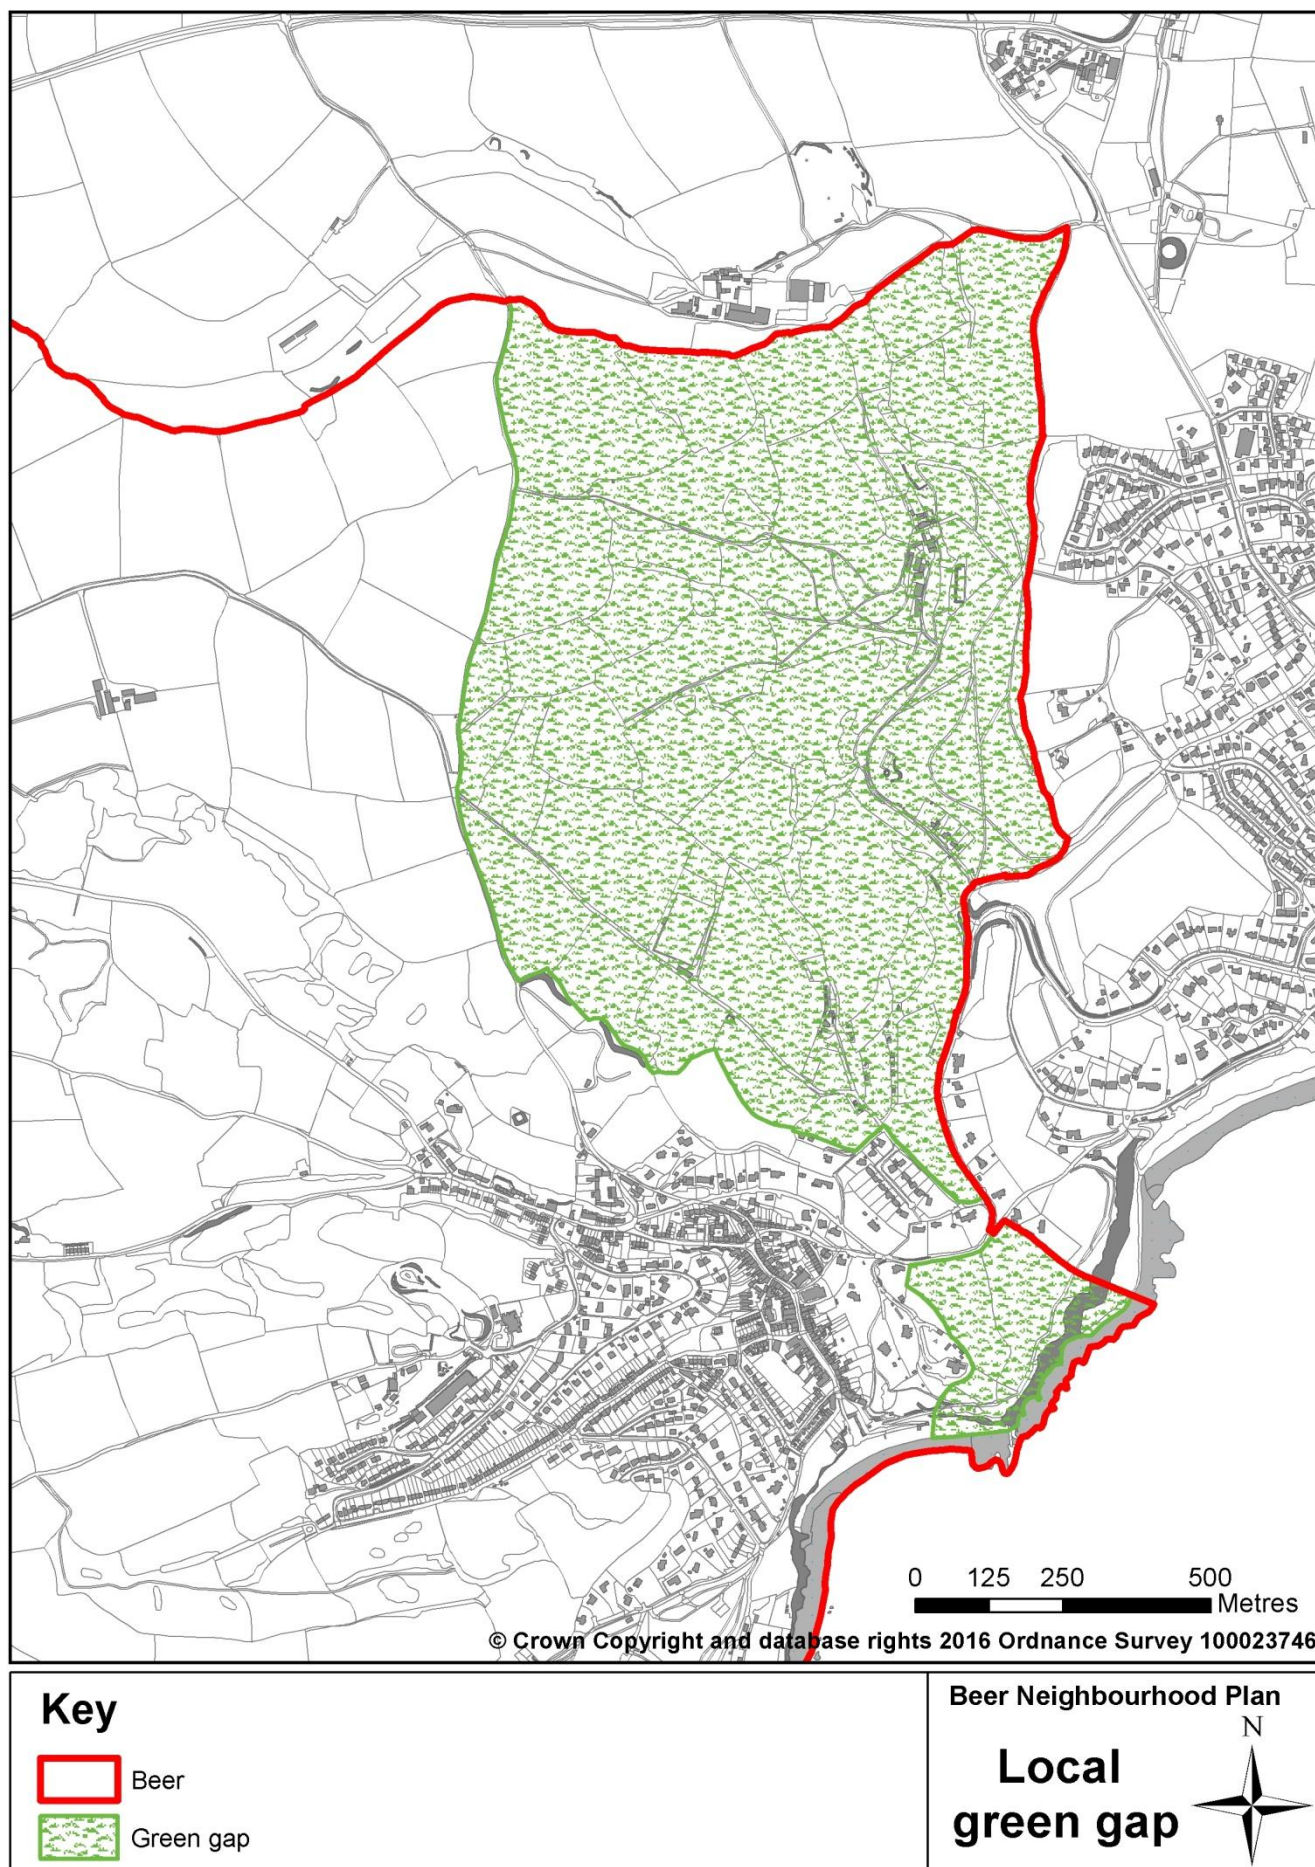 0 125 250 500
Metres
© Crown Copyright and database rights 2016 Ordnance Survey 100023746
Key
Beer
Green gap
Beer Neighbourhood Plan
N
Local
green gap